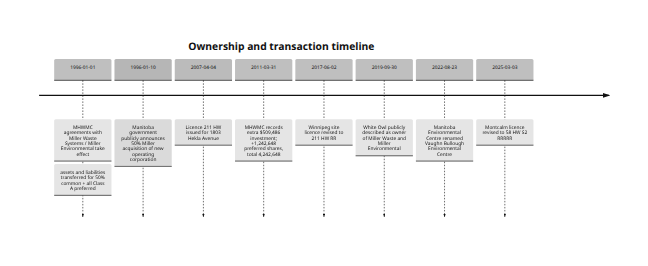 Ownership and transaction timeline
1996-01-01
1996-01-10
2007-04-04
2011-03-31
2017-06-02
2019-09-30
2022-08-23
2025-03-03
MHWMC
agreements with
Miller Waste
Systems / Miller
Environmental take
effect
assets and liabilities
transferred for 50%
common + all Class
A preferred
Manitoba
government
publicly announces
50% Miller
acquisition of new
operating
corporation
Licence 211 HW
issued for 1803
Hekla Avenue
MHWMC records
extra $509,486
investment;
+1,242,648
preferred shares,
total 4,242,648
Winnipeg site
licence revised to
211 HW RR
White Owl publicly
described as owner
of Miller Waste and
Miller
Environmental
Manitoba
Environmental
Centre renamed
Vaughn Bullough
Environmental
Centre
Montcalm licence
revised to 58 HW S2
RRRRR